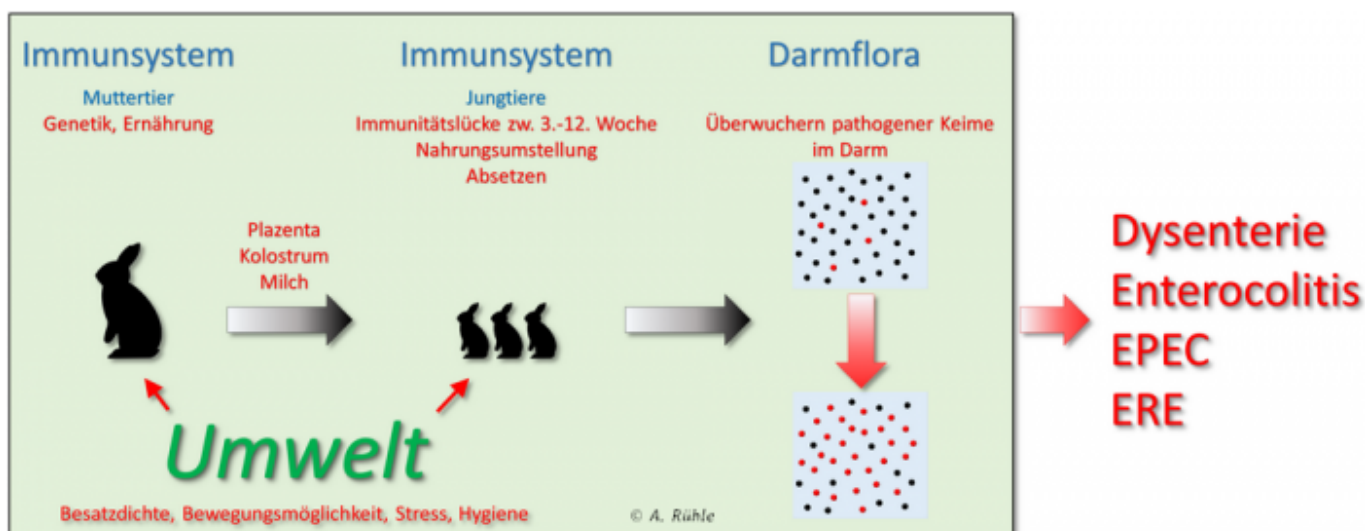 Immunsystem
Muttertier
Genetik, Ernährung
Immunsystem
Jungtiere
Immunitätslücke zw. 3.-12. Woche
Nahrungsumstellung
Absetzen
Darmflora
Überwuchern pathogener Keime
im Darm
Plazenta
Kolostrum
Milch
Umwelt
Besatzdichte, Bewegungsmöglichkeit, Stress, Hygiene
© A. Rühle
Dysenterie
Enterocolitis
EPEC
ERE